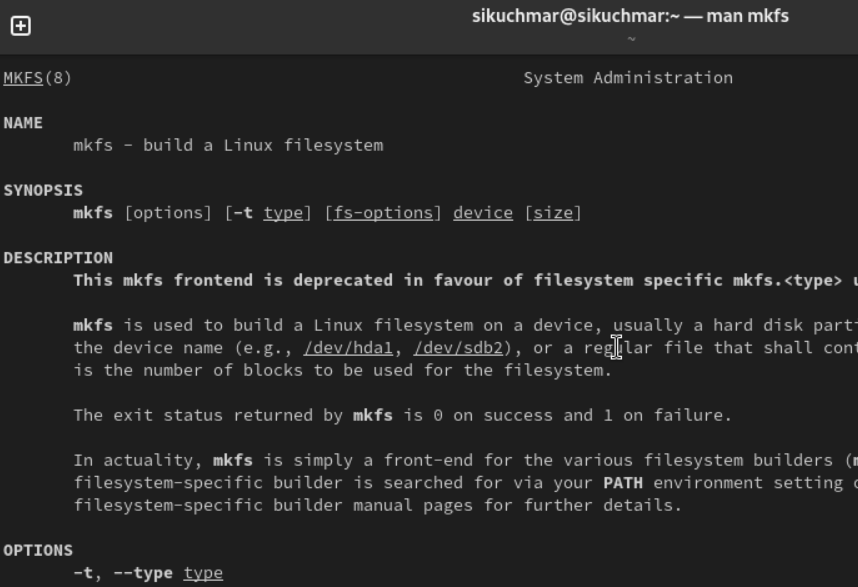 sikuchmar@sikuchmar:~ — man mkfs
~
MKFS(8) System Administration
NAME
mkfs - build a Linux filesystem
SYNOPSIS
mkfs [options] [-t type] [fs-options] device [size]
DESCRIPTION
This mkfs frontend is deprecated in favour of filesystem specific mkfs.<type>
mkfs is used to build a Linux filesystem on a device, usually a hard disk
the device name (e.g., /dev/hda1, /dev/sdb2), or a regular file that shall
is the number of blocks to be used for the filesystem.
The exit status returned by mkfs is 0 on success and 1 on failure.
In actuality, mkfs is simply a front-end for the various filesystem builders
filesystem-specific builder is searched for via your PATH environment setting
filesystem-specific builder manual pages for further details.
OPTIONS
-t, --type type